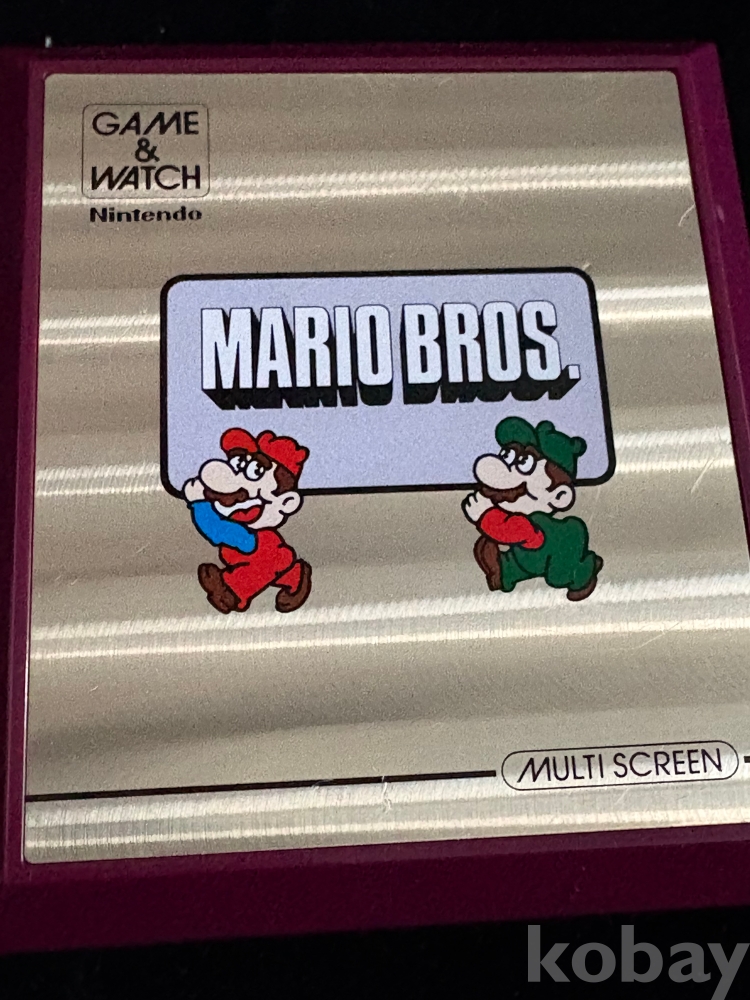 GAME
&
WATCH
Nintendo
MARIO BROS.
MULTI SCREEN
kobay